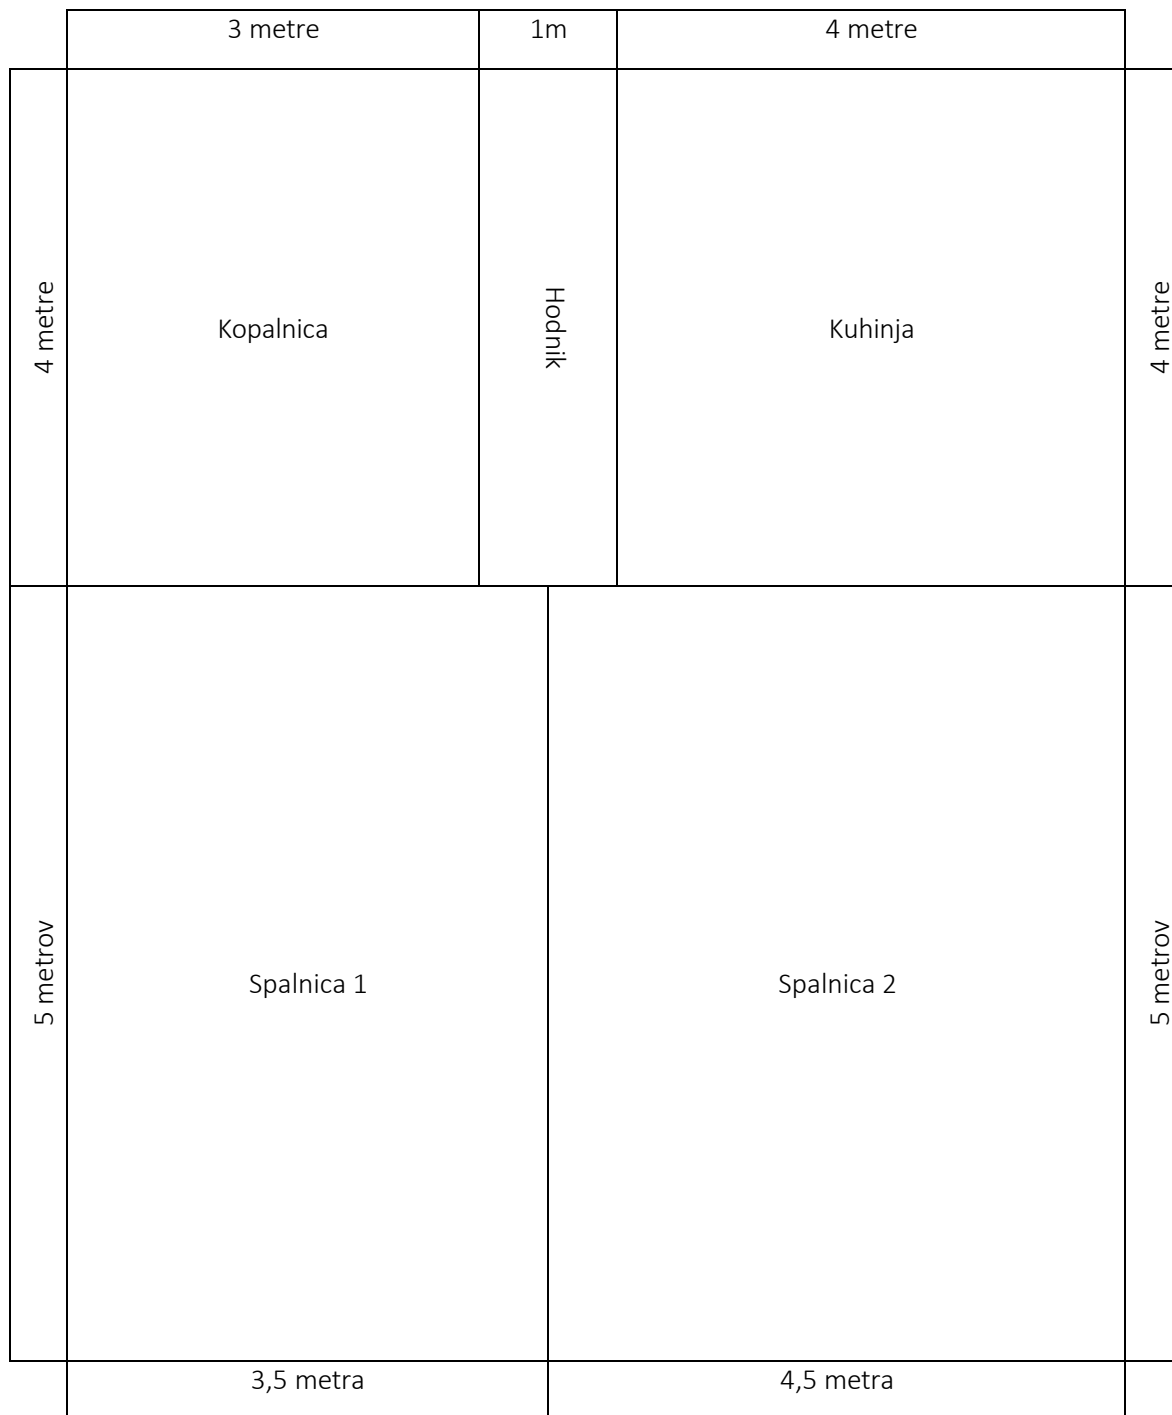 3 metre
1m
4 metre
4 metre
Kopalnica
Hodnik
Kuhinja
4 metre
5 metrov
Spalnica 1
Spalnica 2
5 metrov
3,5 metra
4,5 metra